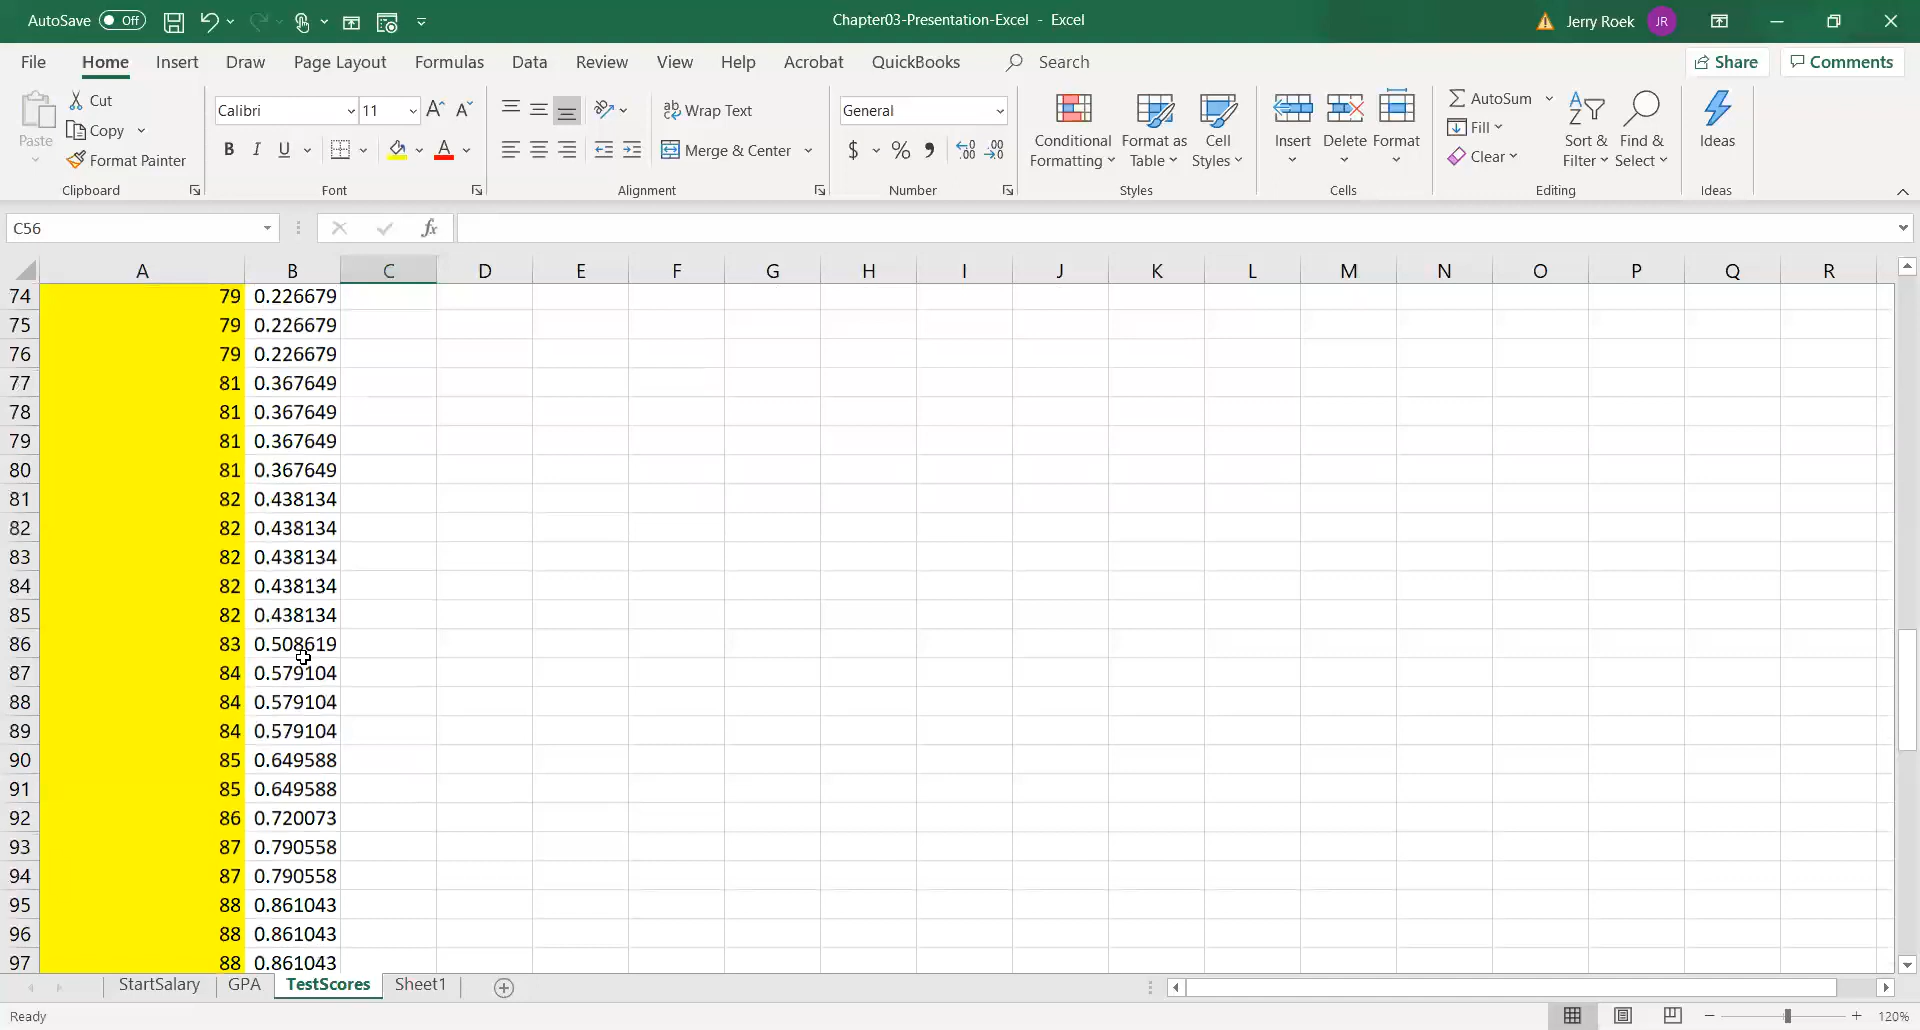 AutoSave Off Chapter03-Presentation-Excel - Excel Jerry Roek JR
File Home Insert Draw Page Layout Formulas Data Review View Help Acrobat QuickBooks Search Share Comments
Paste Cut Copy Format Painter Clipboard
Calibri 11 B I U A Font
Wrap Text Merge & Center Alignment
General $ % Number
Conditional Formatting Format as Table Cell Styles Styles
Insert Delete Format Cells
AutoSum Fill Clear Sort & Filter Find & Select Editing
Ideas Ideas
C56 fx
A B C D E F G H I J K L M N O P Q R
74 79 0.226679
75 79 0.226679
76 79 0.226679
77 81 0.367649
78 81 0.367649
79 81 0.367649
80 81 0.367649
81 82 0.438134
82 82 0.438134
83 82 0.438134
84 82 0.438134
85 82 0.438134
86 83 0.508619
87 84 0.579104
88 84 0.579104
89 84 0.579104
90 85 0.649588
91 85 0.649588
92 86 0.720073
93 87 0.790558
94 87 0.790558
95 88 0.861043
96 88 0.861043
97 88 0.861043
StartSalary GPA TestScores Sheet1
Ready 120%